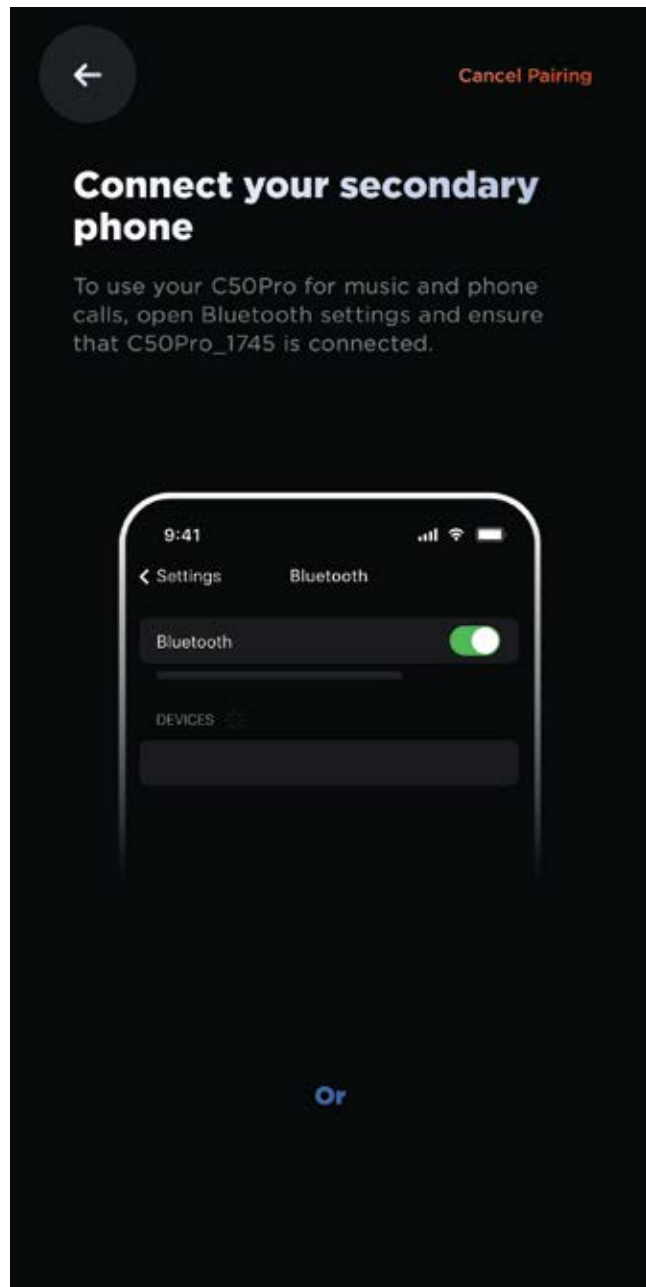 Cancel Pairing
Connect your secondary
phone
To use your C50Pro for music and phone
calls, open Bluetooth settings and ensure
that C50Pro_1745 is connected.
9:41
Settings Bluetooth
Bluetooth
DEVICES
Or